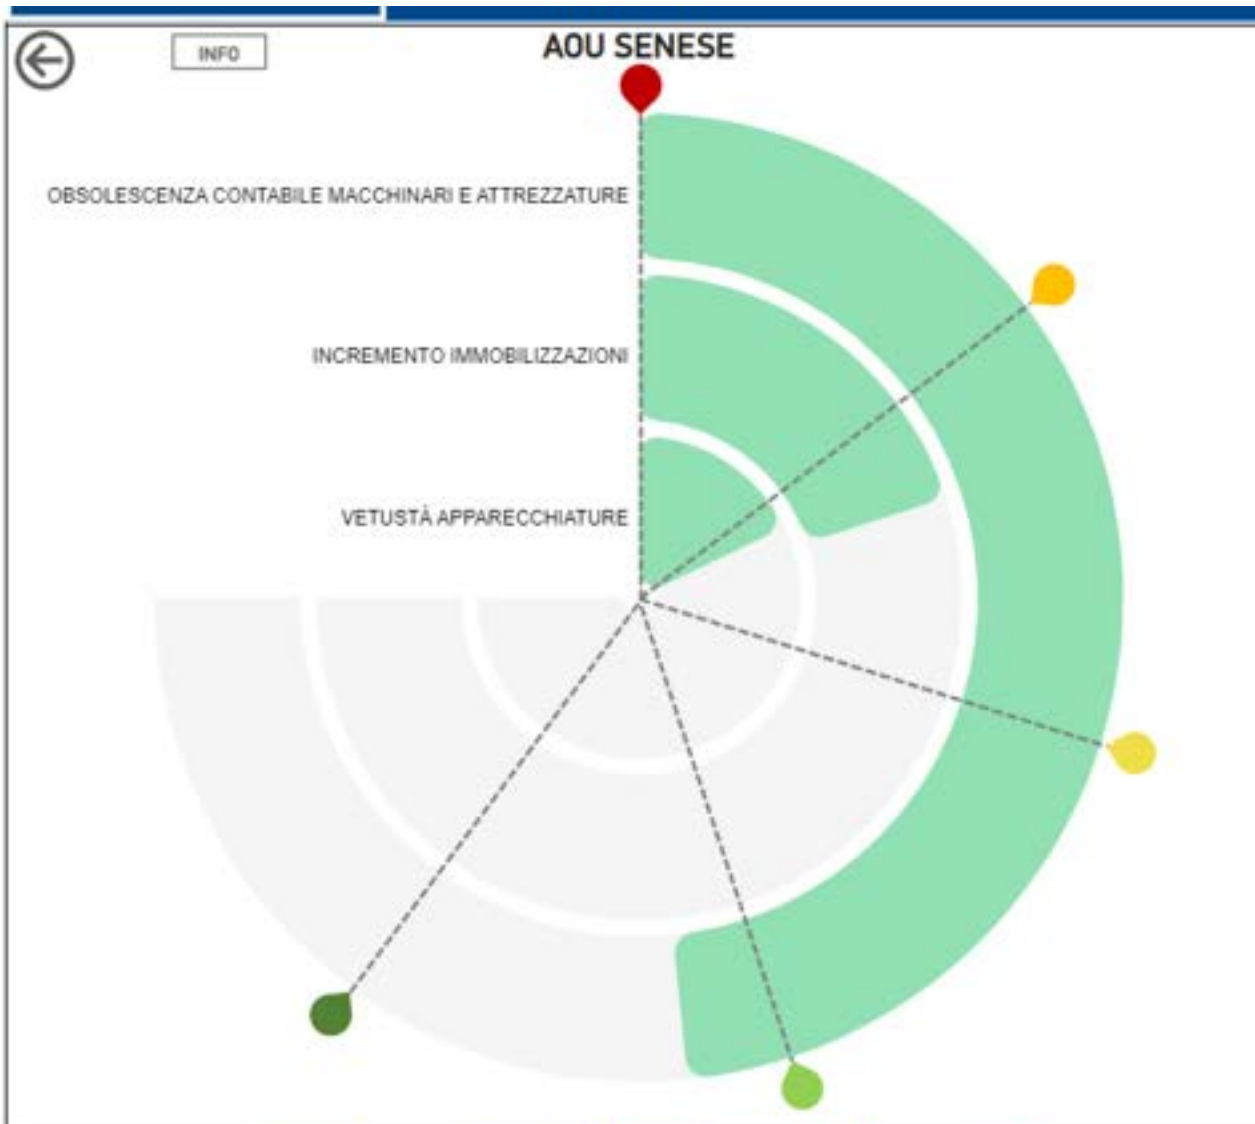 INFO
AOU SENESE
OBSOLESCENZA CONTABILE MACCHINARI E ATTREZZATURE
INCREMENTO IMMOBILIZZAZIONI
VETUSTÀ APPARECCHIATURE